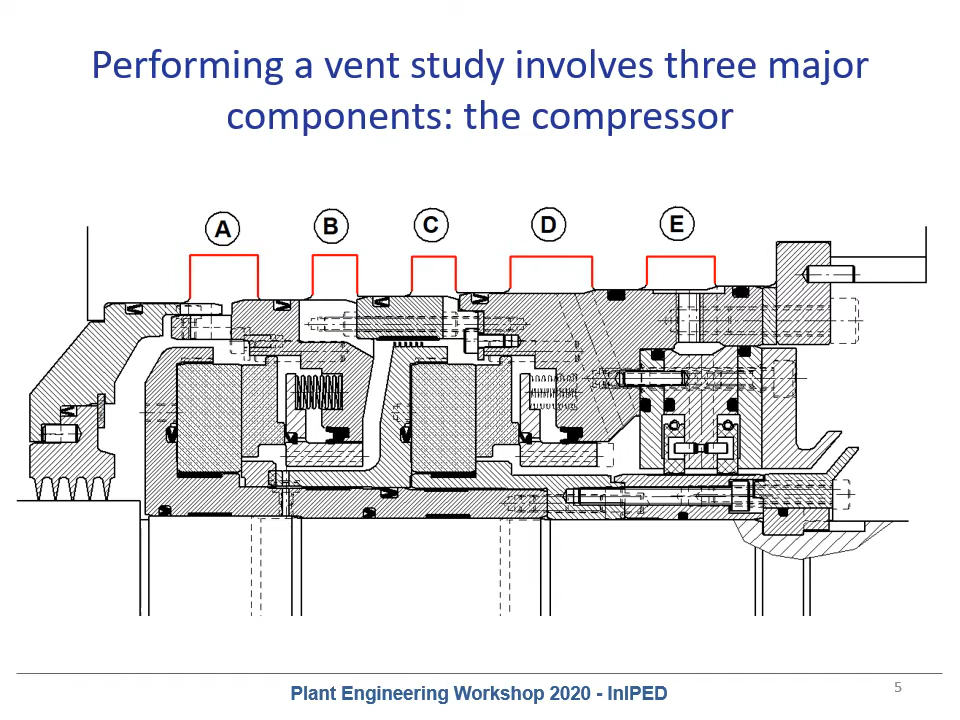 Performing a vent study involves three major
components: the compressor
A
B
C
D
E
Plant Engineering Workshop 2020 - InIPED
5